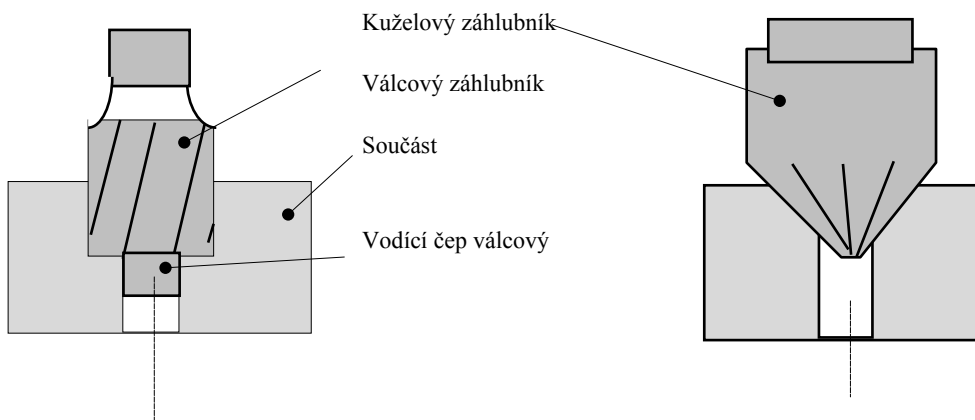 Kuželový záhlubník
Válcový záhlubník
Součást
Vodící čep válcový